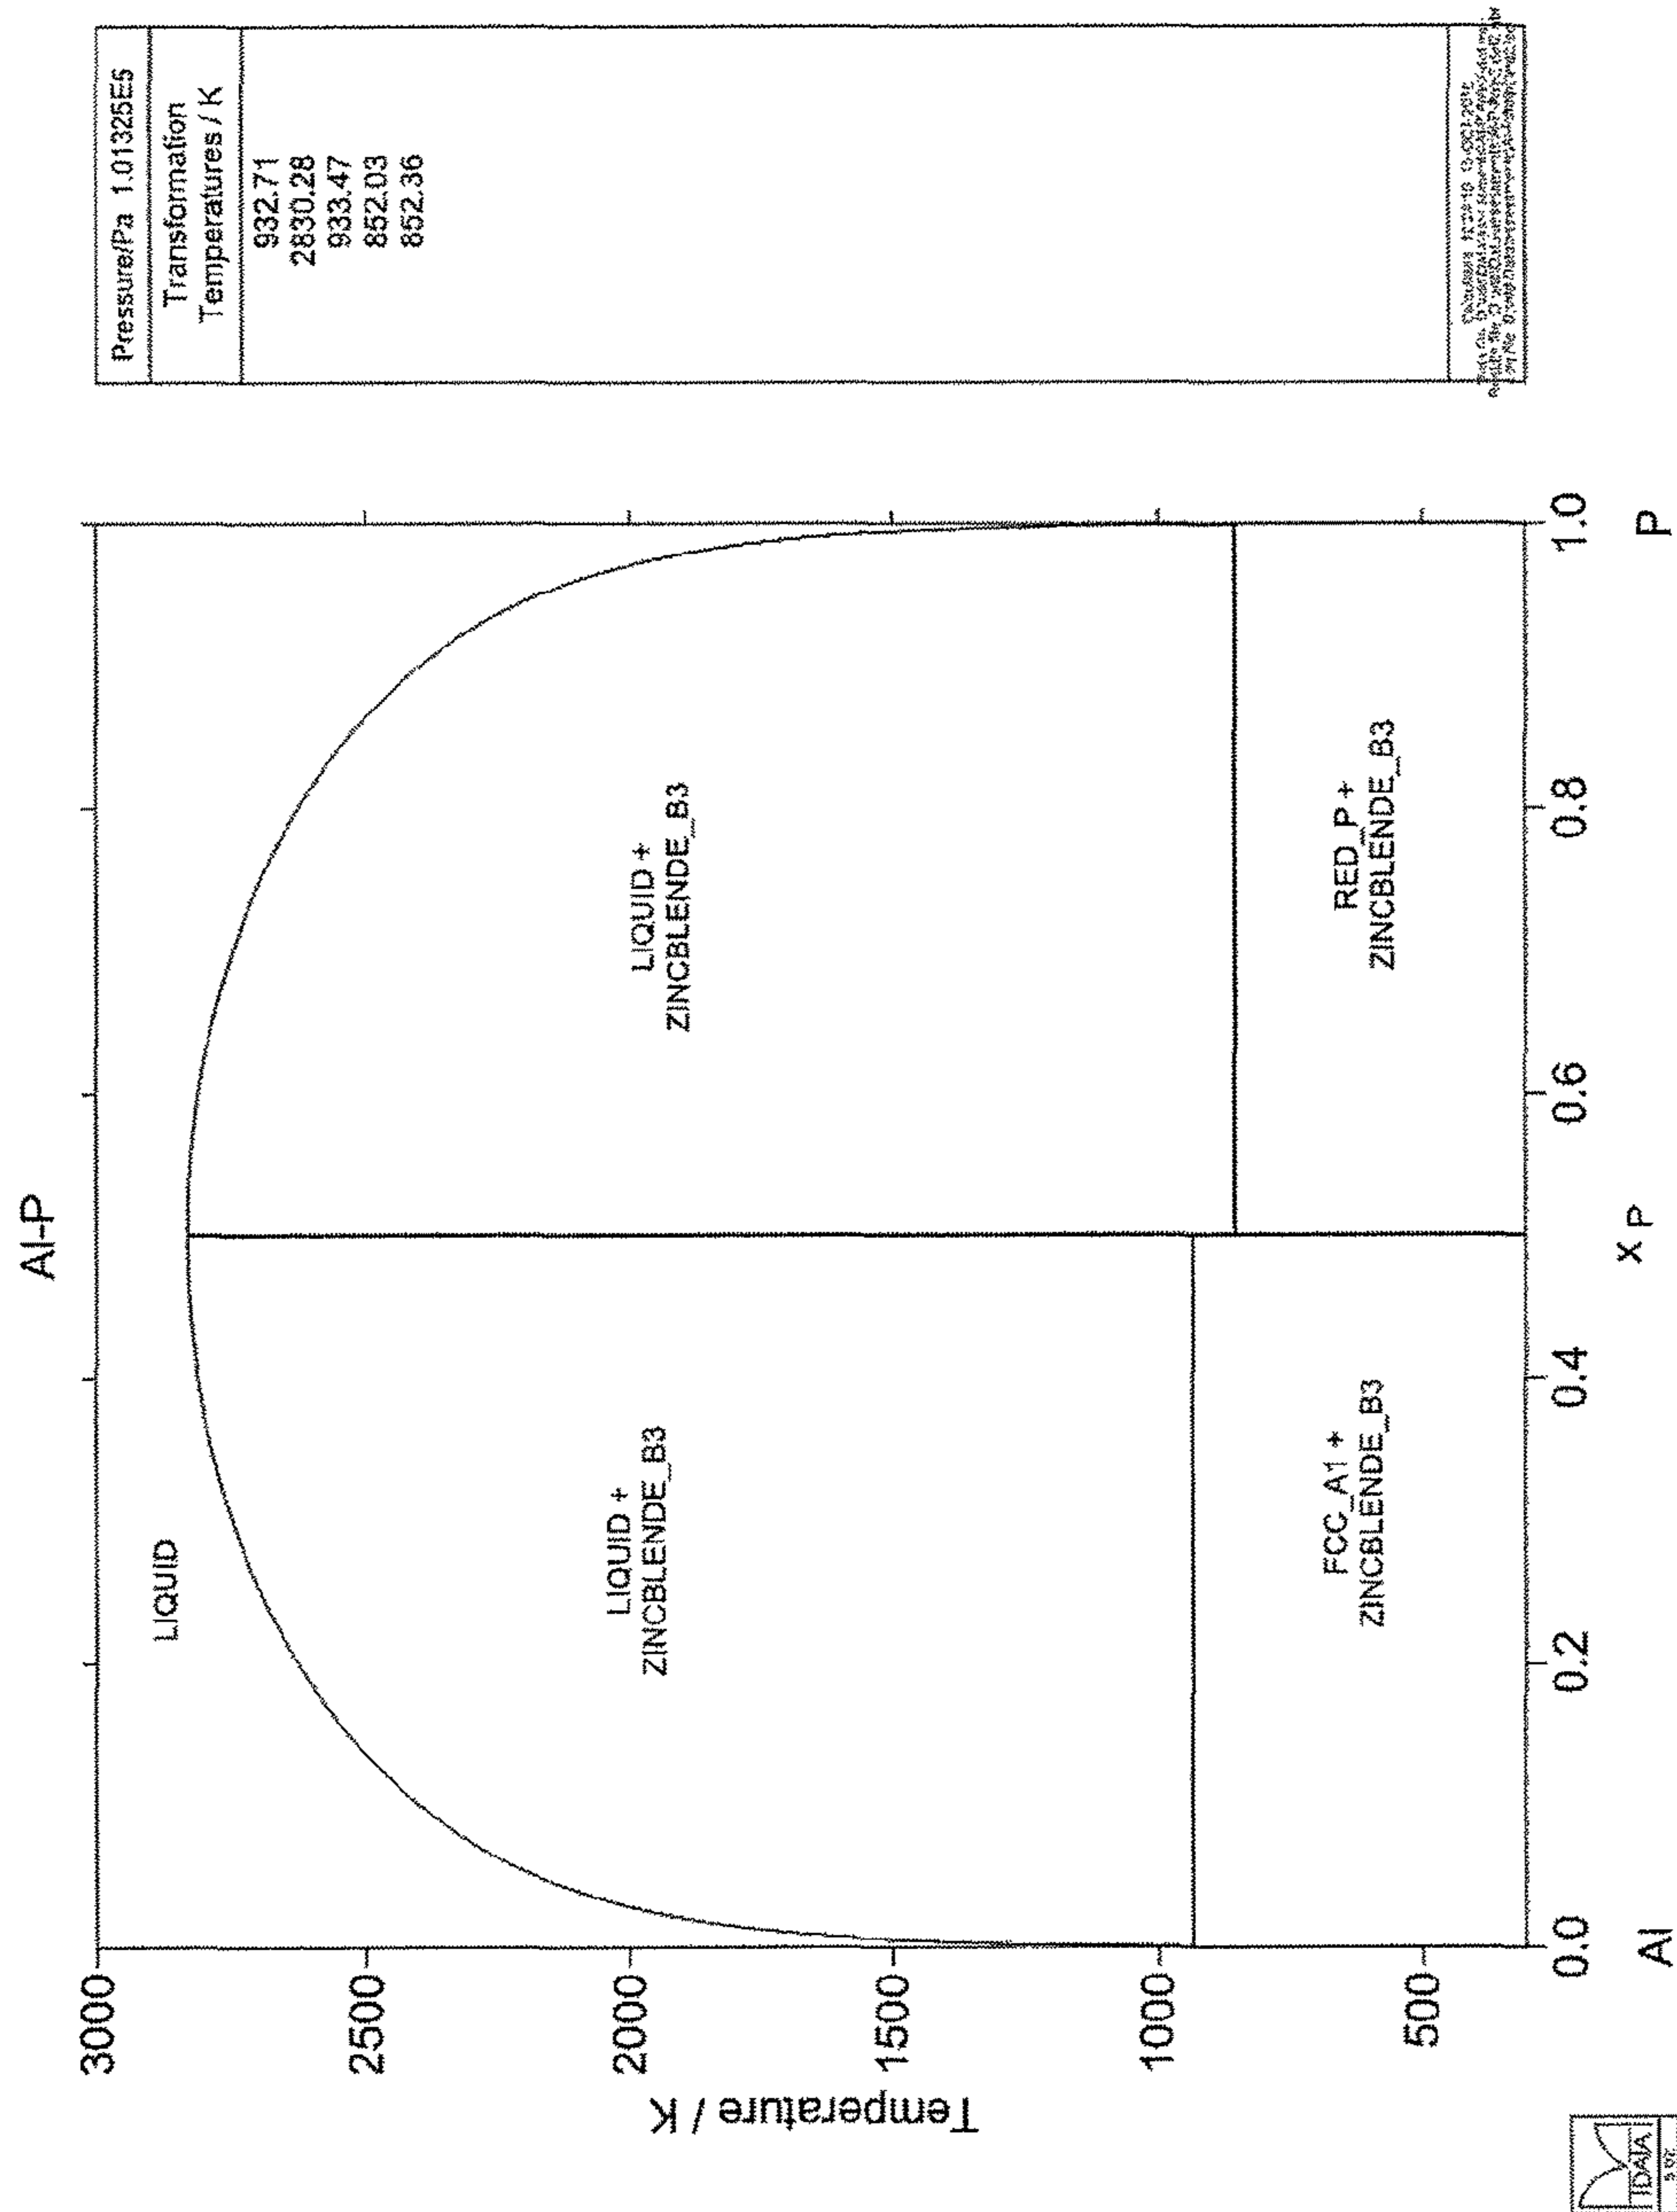 Al-P
3000
2500
2000
1500
1000
500
Temperature / K
LIQUID
LIQUID +
ZINCBLENDE_B3
LIQUID +
ZINCBLENDE_B3
FCC_A1 +
ZINCBLENDE_B3
RED_P +
ZINCBLENDE_B3
0.0
0.2
0.4
0.6
0.8
1.0
Al
x P
P
Pressure/Pa 1.01325E5
Transformation
Temperatures / K
932.71
2830.28
933.47
852.03
852.36